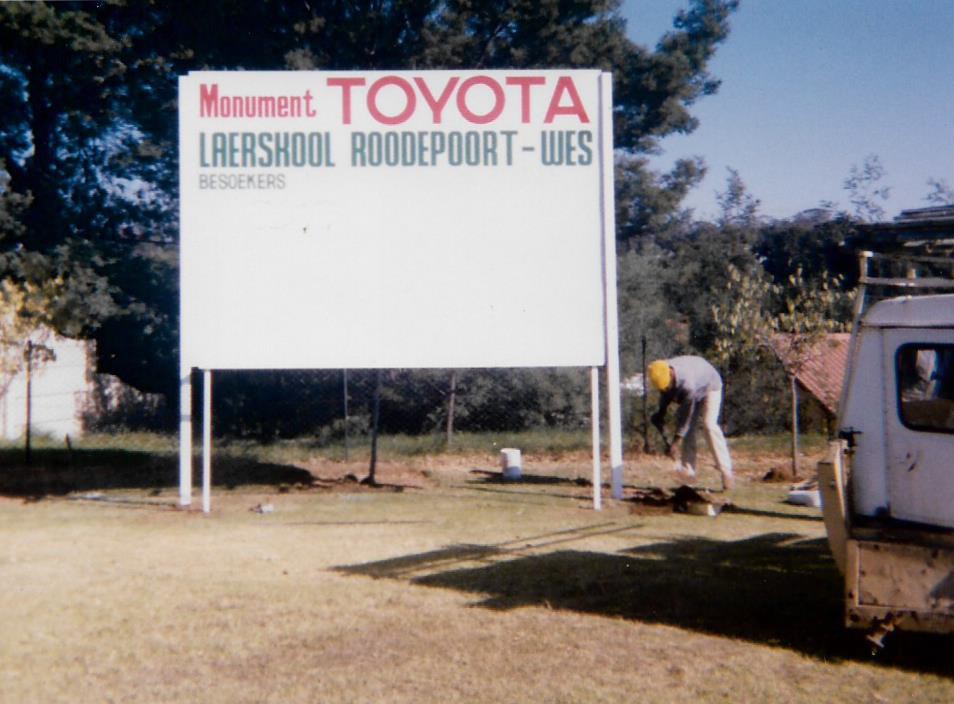 Monument TOYOTA
LAERSKOOL ROODEPOORT-WES
BESOEKERS